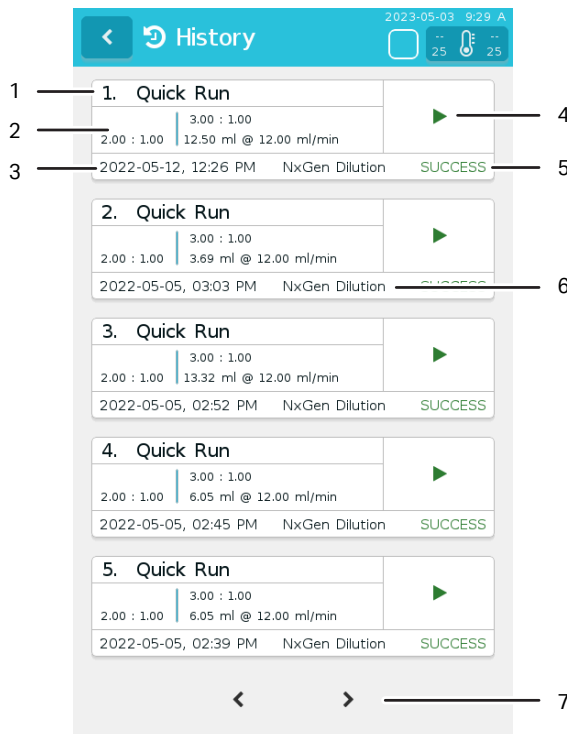 2023-05-03 9:29 A
History
-- --
25 25
1
1. Quick Run
4
2
3.00 : 1.00
2.00 : 1.00 12.50 ml @ 12.00 ml/min
3
2022-05-12, 12:26 PM NxGen Dilution SUCCESS
5
2. Quick Run
3.00 : 1.00
2.00 : 1.00 3.69 ml @ 12.00 ml/min
2022-05-05, 03:03 PM NxGen Dilution SUCCESS
6
3. Quick Run
3.00 : 1.00
2.00 : 1.00 13.32 ml @ 12.00 ml/min
2022-05-05, 02:52 PM NxGen Dilution SUCCESS
4. Quick Run
3.00 : 1.00
2.00 : 1.00 6.05 ml @ 12.00 ml/min
2022-05-05, 02:45 PM NxGen Dilution SUCCESS
5. Quick Run
3.00 : 1.00
2.00 : 1.00 6.05 ml @ 12.00 ml/min
2022-05-05, 02:39 PM NxGen Dilution SUCCESS
7